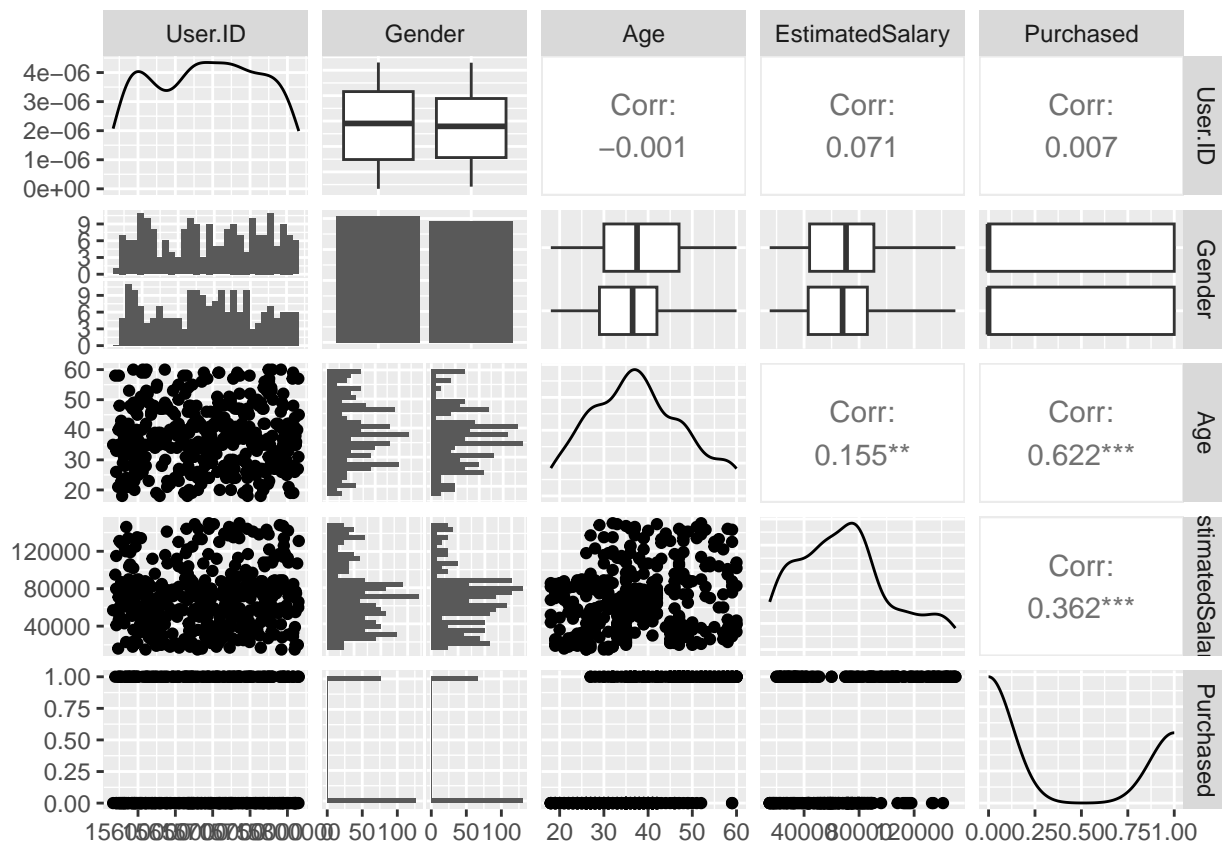 User.ID Gender Age EstimatedSalary Purchased
4e−06
3e−06
2e−06
1e−06
0e+00
Corr:
−0.001
Corr:
0.071
Corr:
0.007
User.ID
9
6
3
0
9
6
3
0
Gender
60
50
40
30
20
Corr:
0.155**
Corr:
0.622***
Age
120000
80000
40000
Corr:
0.362***
stimatedSalar
1.00
0.75
0.50
0.25
0.00
Purchased
0 50 100 0 50 100 20 30 40 50 60 40000 80000 120000 0.00 0.25 0.50 0.75 1.00